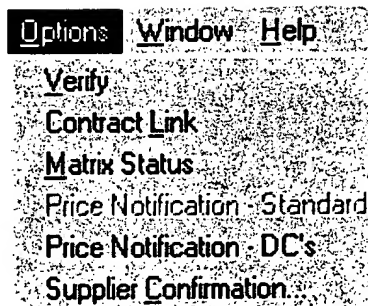 Options Window Help
Verify
Contract Link
Matrix Status
Price Notification - Standard
Price Notification - DC's
Supplier Confirmation...